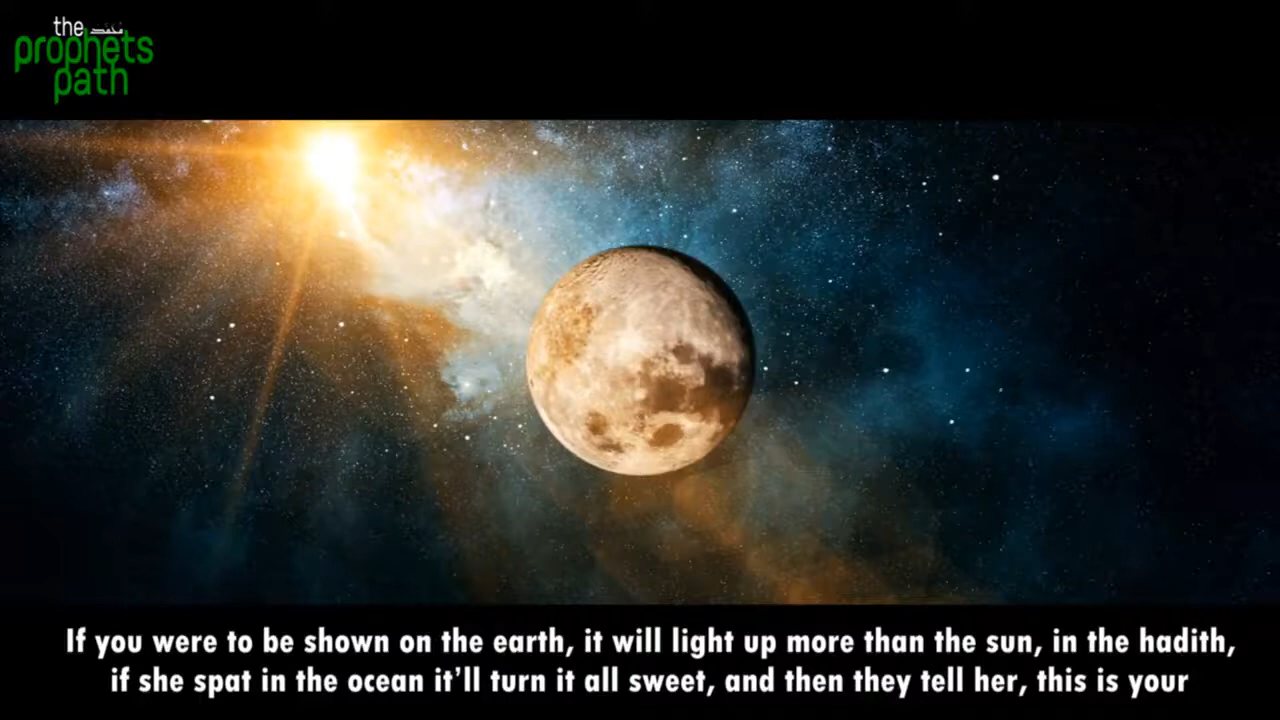 the مُحَمَّد
prophets
path
If you were to be shown on the earth, it will light up more than the sun, in the hadith,
if she spat in the ocean it'll turn it all sweet, and then they tell her, this is your